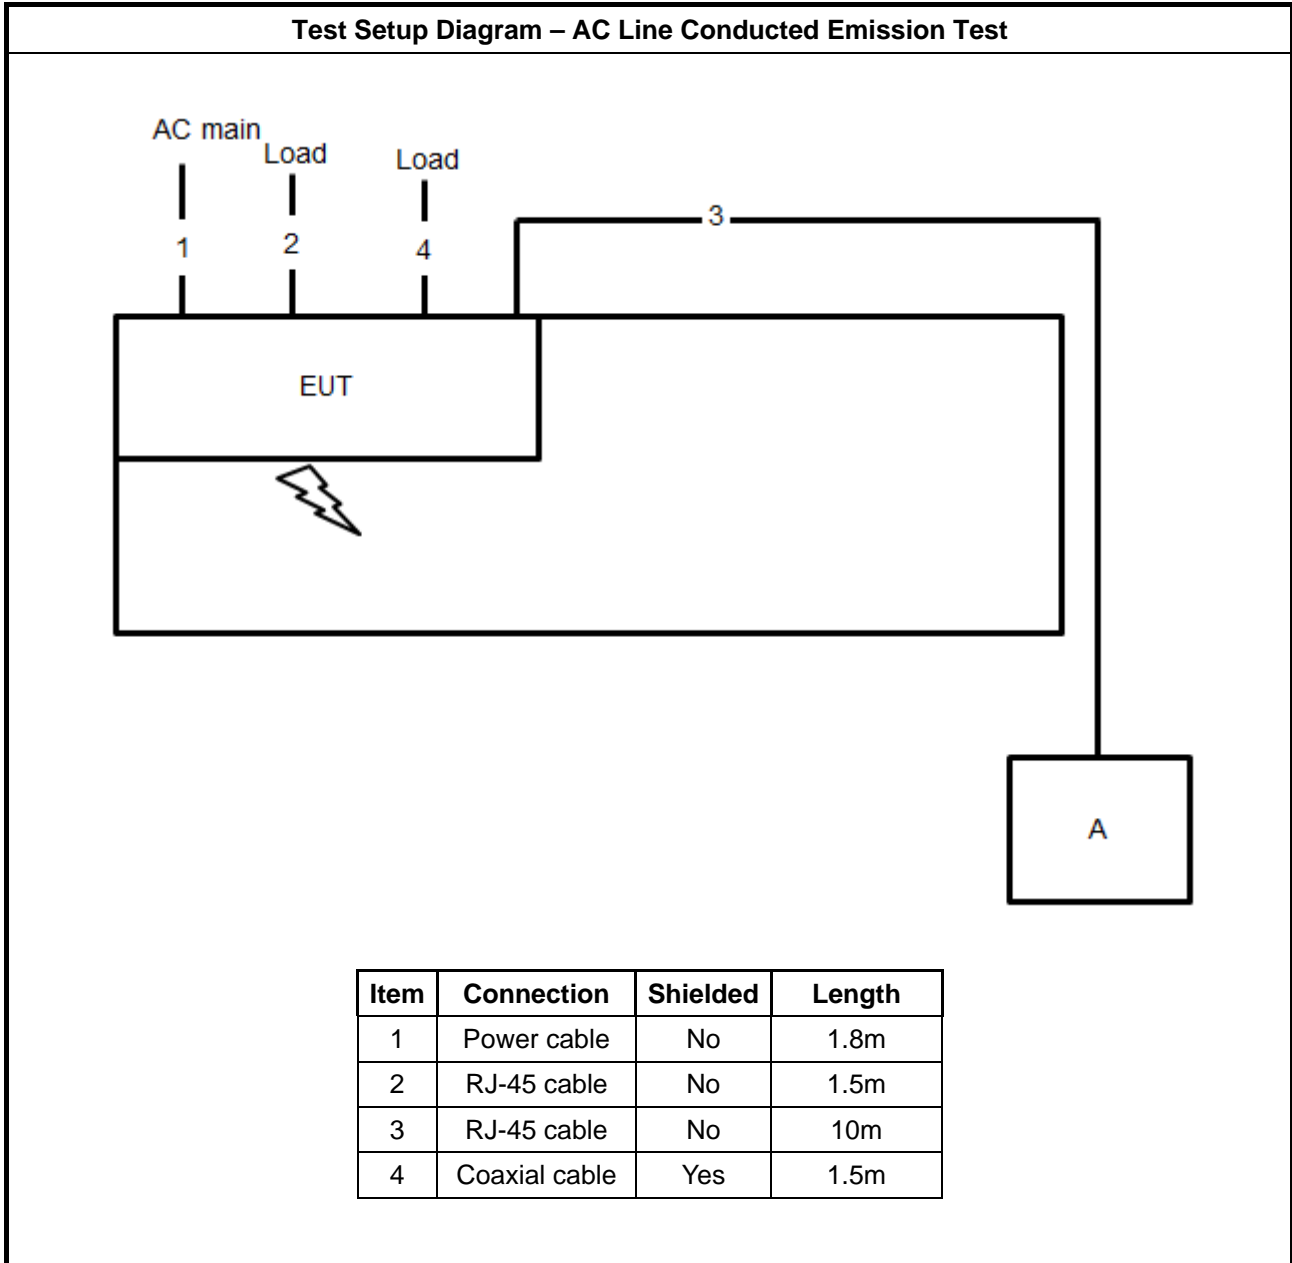 Test Setup Diagram – AC Line Conducted Emission Test
AC main
Load
Load
1
2
4
3
EUT
A
Item Connection Shielded Length
1 Power cable No 1.8m
2 RJ-45 cable No 1.5m
3 RJ-45 cable No 10m
4 Coaxial cable Yes 1.5m